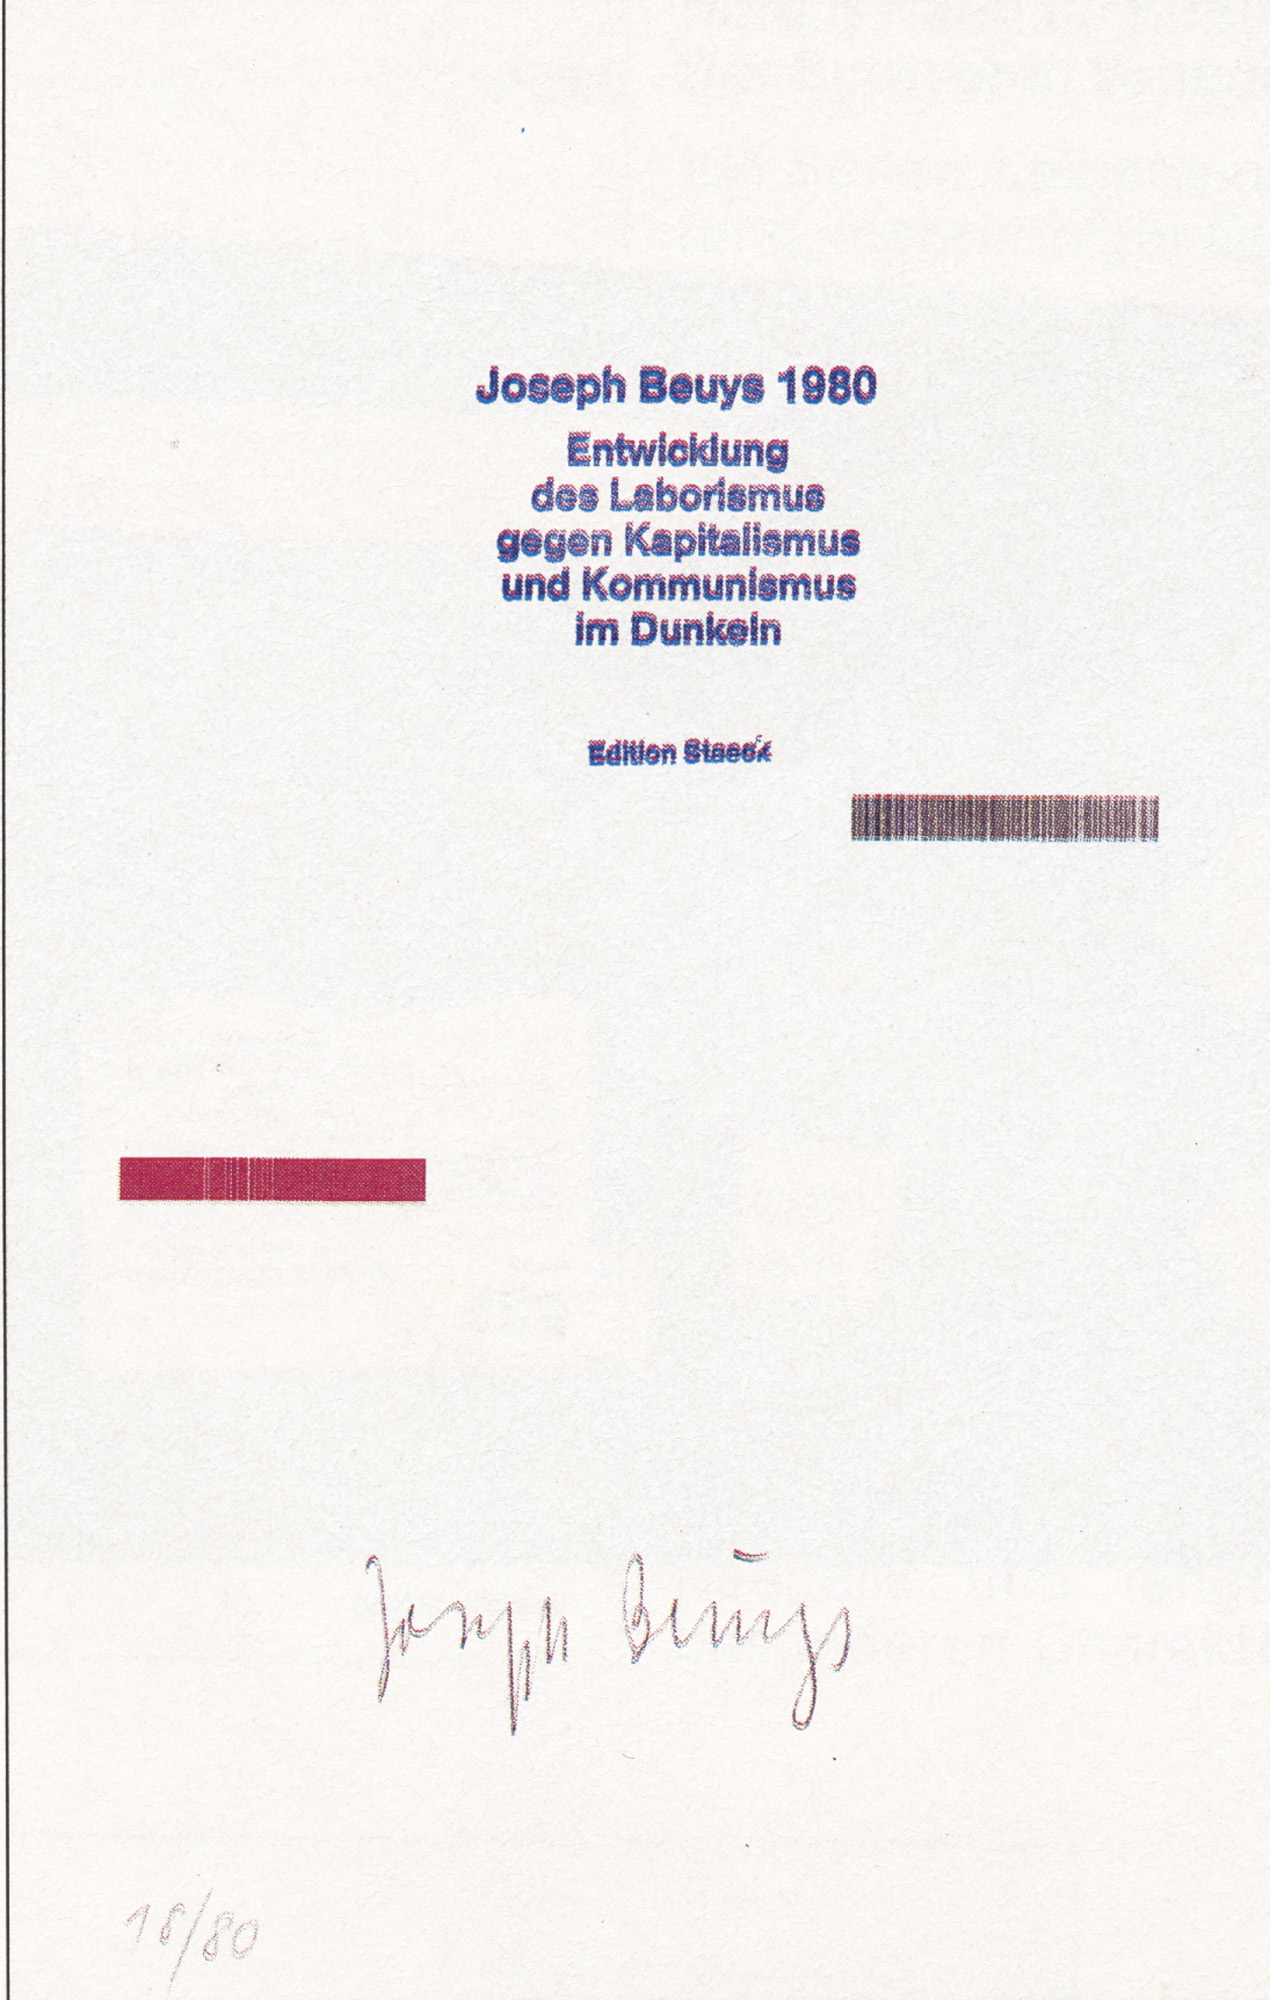 Joseph Beuys 1980
Entwicklung
des Laborismus
gegen Kapitalismus
und Kommunismus
im Dunkeln
Edition Staeck
Joseph Beuys
18/80